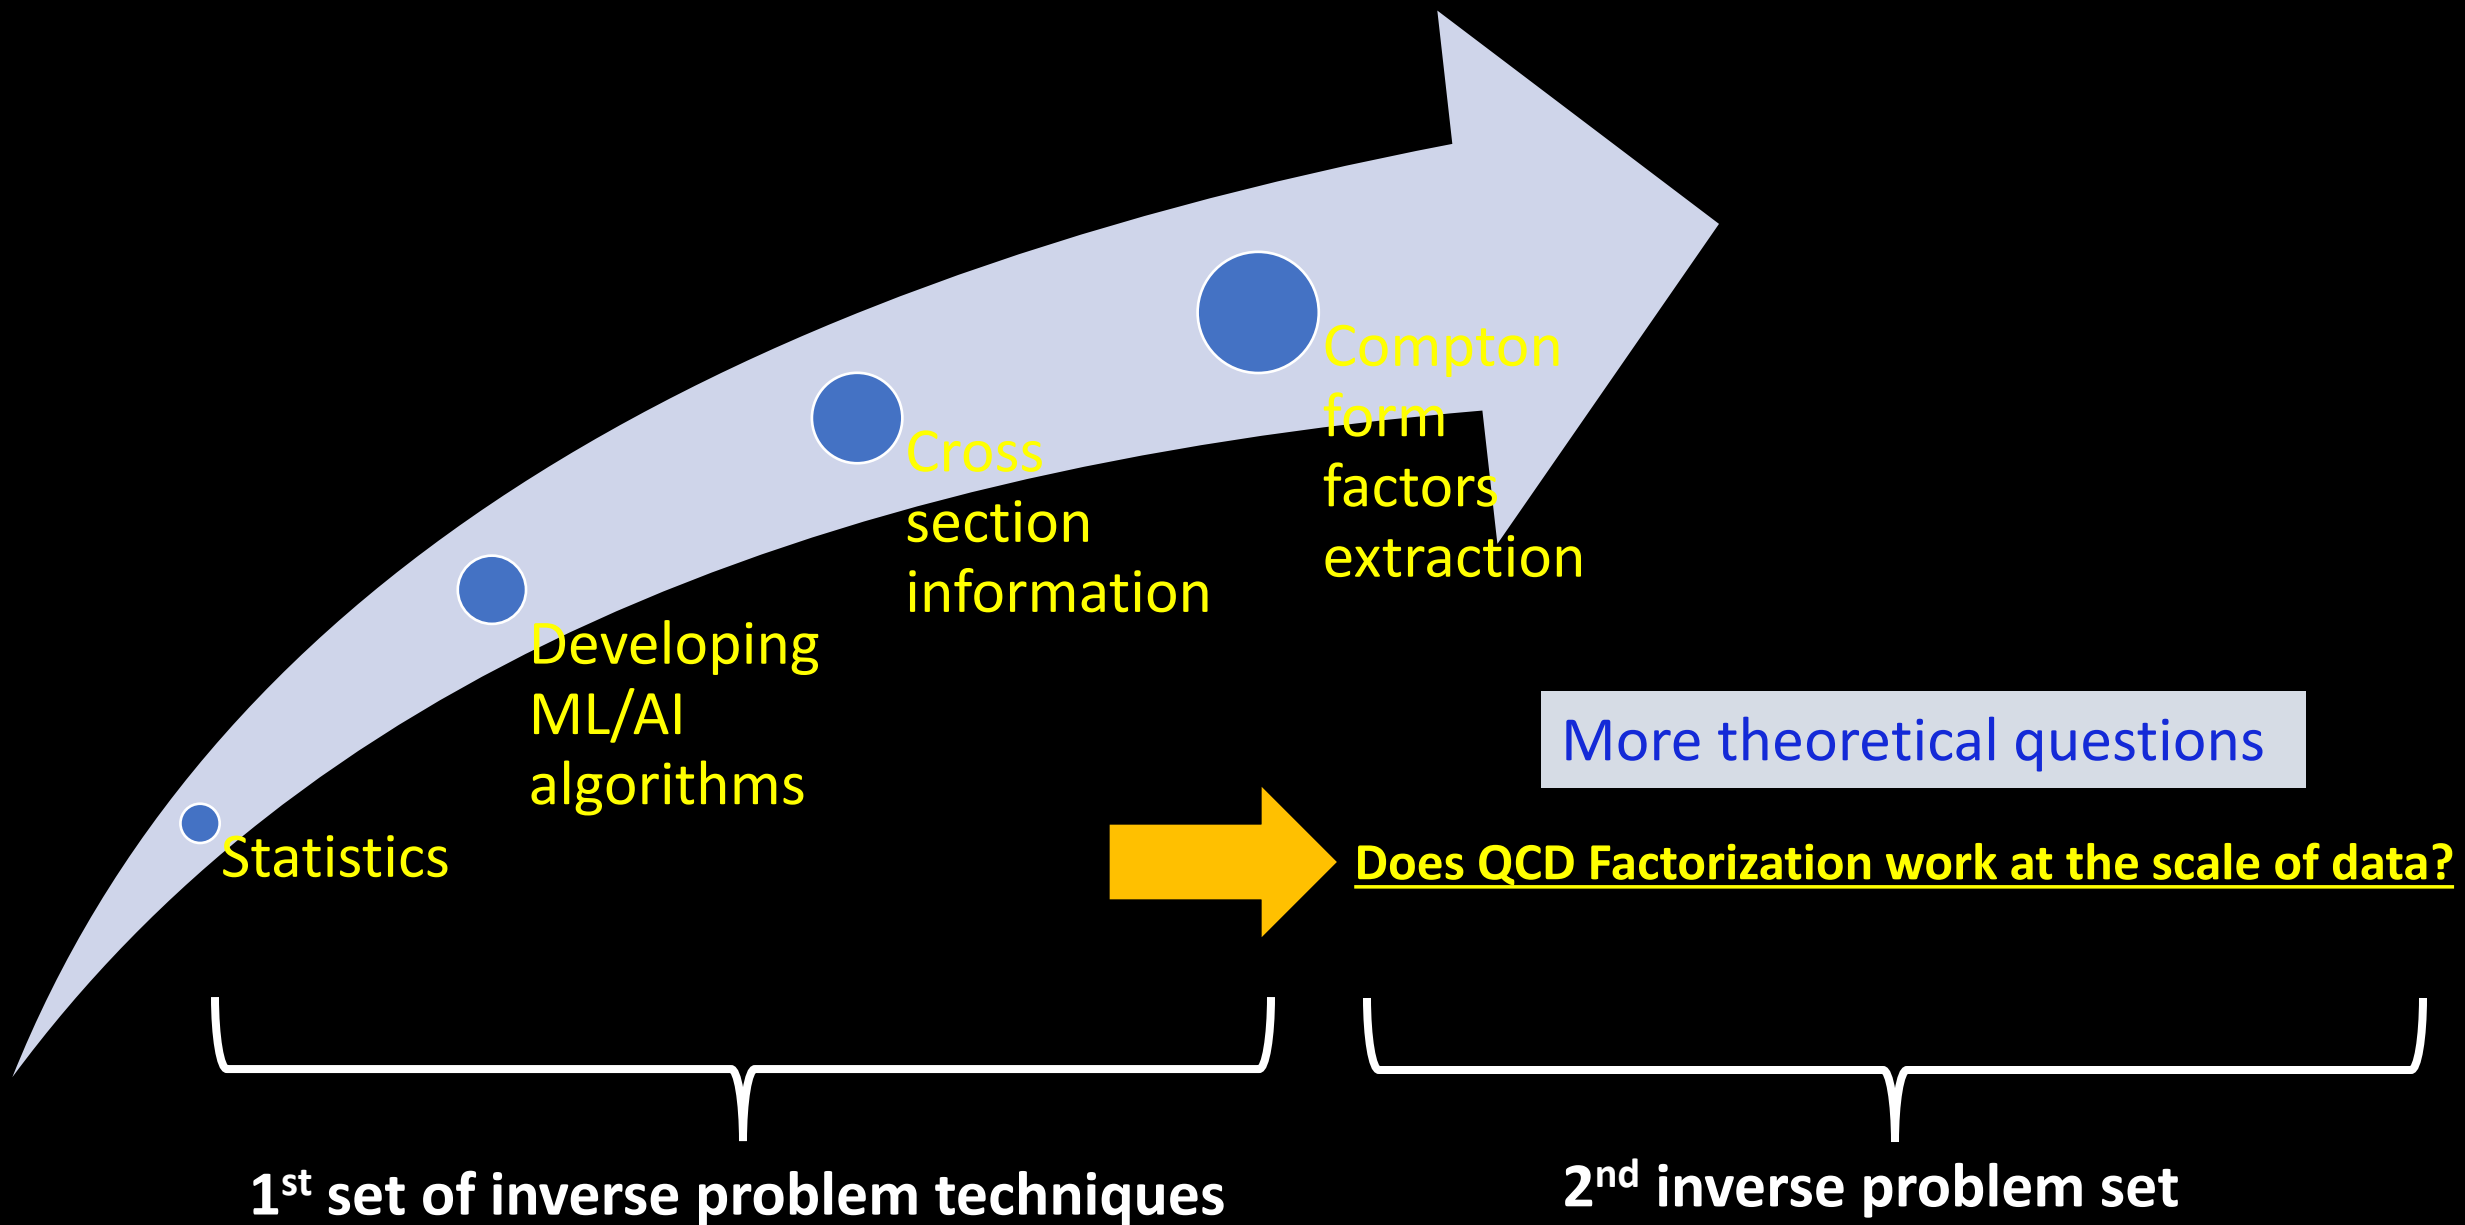 Compton
form
factors
extraction
Cross
section
information
Developing
ML/AI
algorithms
Statistics
More theoretical questions
Does QCD Factorization work at the scale of data?
1st set of inverse problem techniques
2nd inverse problem set